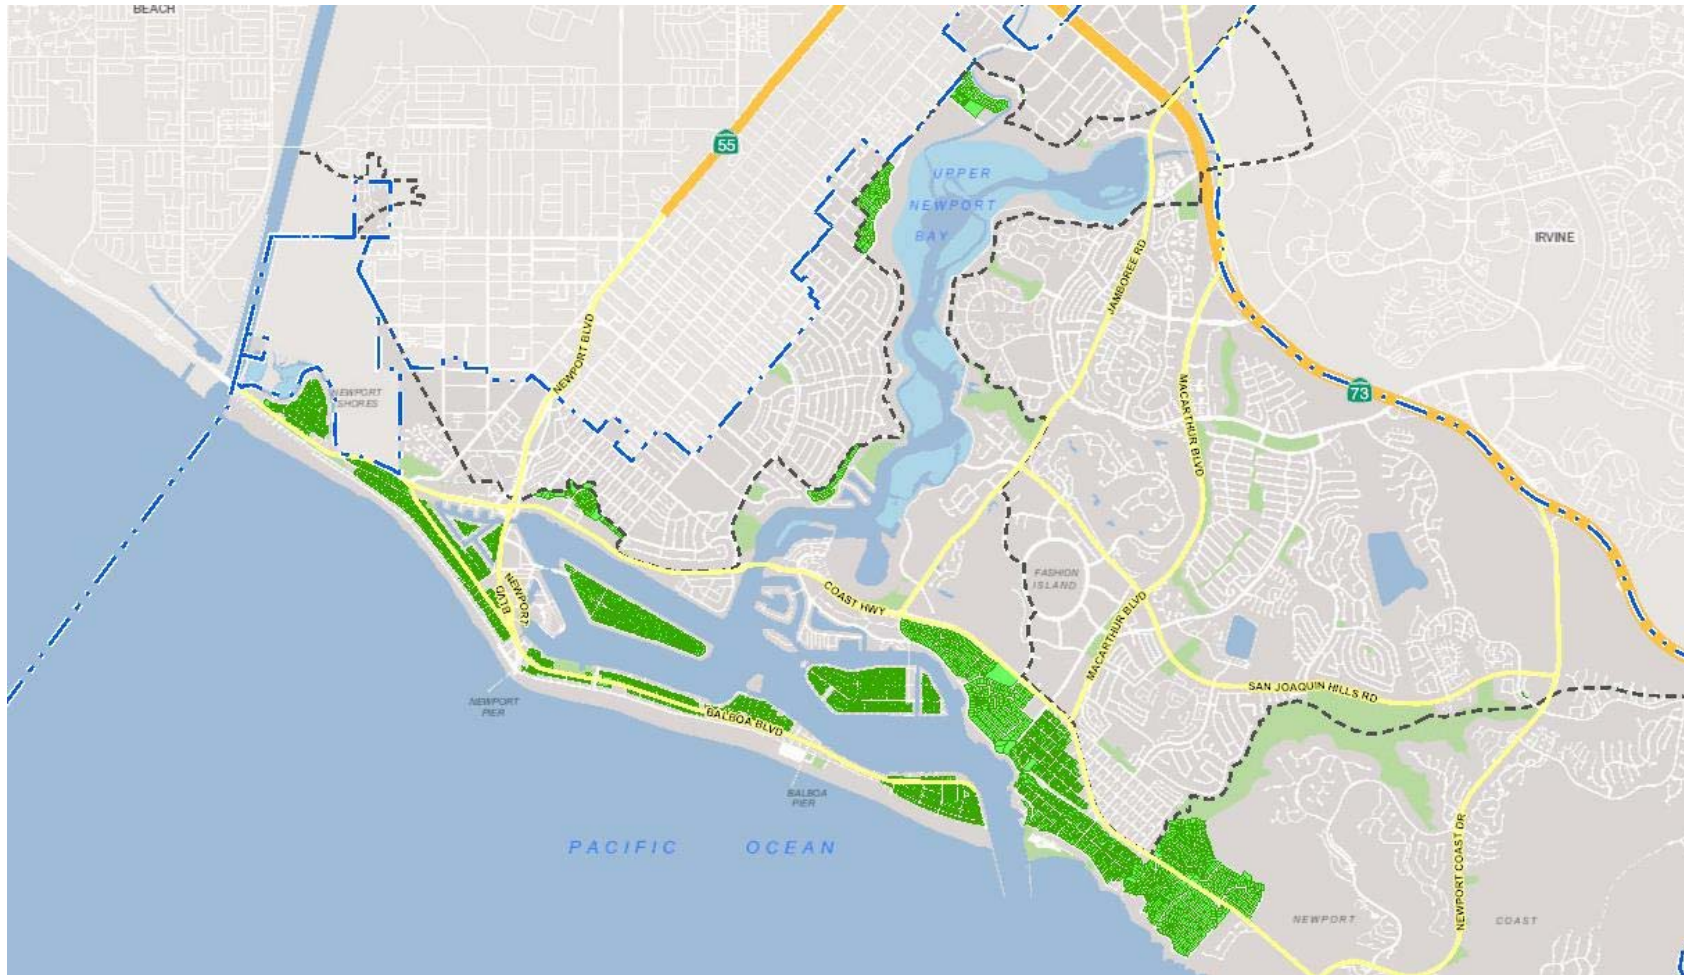 BEACH
55
UPPER
NEWPORT
BAY
IRVINE
JAMBOREE RD
NEWPORT BLVD
MACARTHUR BLVD
73
NEWPORT
SHORES
FASHION
ISLAND
COAST HWY
NEWPORT
BLVD
MACARTHUR BLVD
SAN JOAQUIN HILLS RD
NEWPORT
PIER
BALBOA BLVD
BALBOA
PIER
PACIFIC OCEAN
NEWPORT COAST DR
NEWPORT COAST